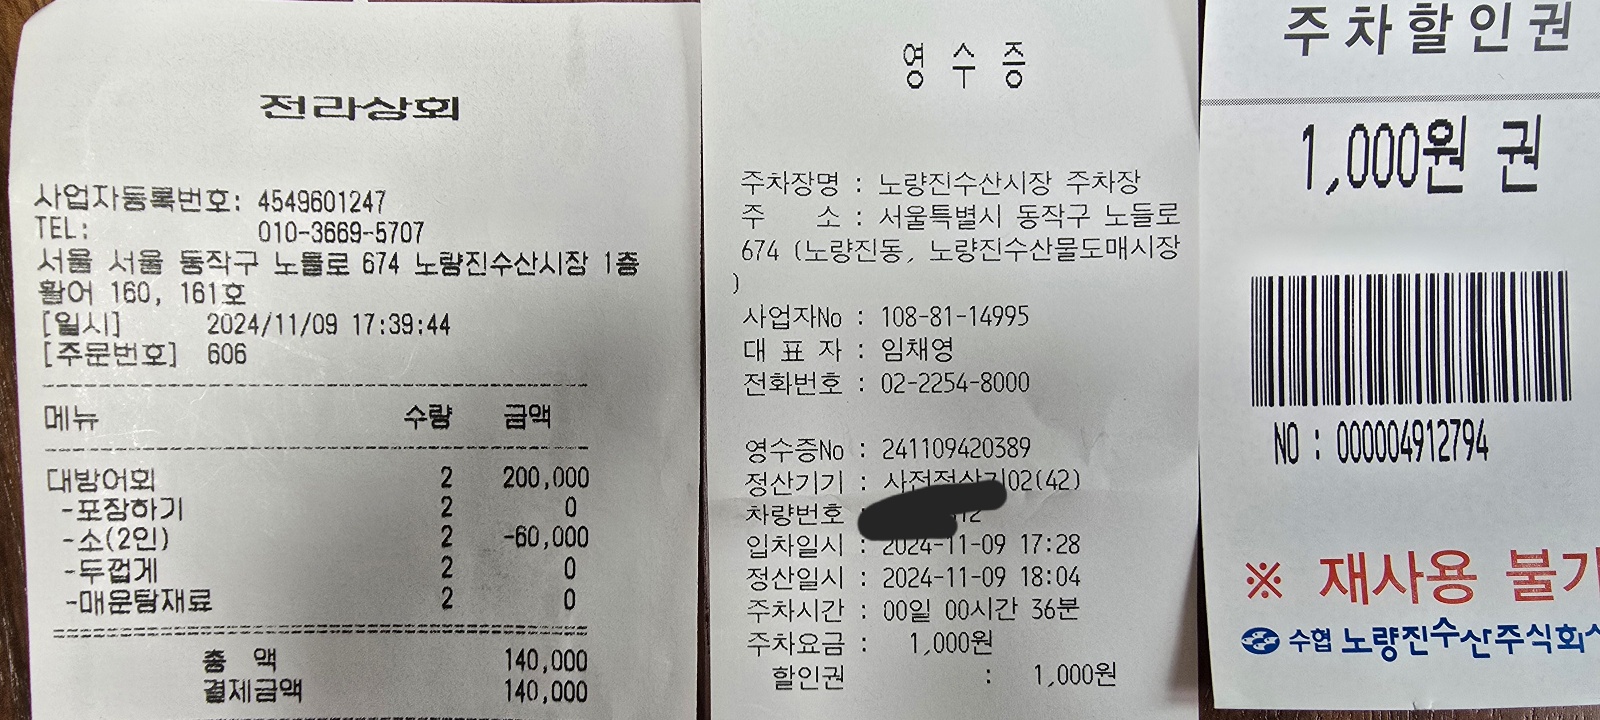 전라상회
사업자등록번호: 4549601247
TEL: 010-3669-5707
서울 서울 동작구 노들로 674 노량진수산시장 1층
활어 160, 161호
[일시] 2024/11/09 17:39:44
[주문번호] 606
메뉴 수량 금액
대방어회 2 200,000
-포장하기 2 0
-소(2인) 2 -60,000
-두껍게 2 0
-매운탕재료 2 0
총 액 140,000
결제금액 140,000
영 수 증
주차장명 : 노량진수산시장 주차장
주 소 : 서울특별시 동작구 노들로
674 (노량진동, 노량진수산물도매시장
)
사업자No : 108-81-14995
대 표 자 : 임채영
전화번호 : 02-2254-8000
영수증No : 241109420389
정산기기 : 사전정산기02(42)
차량번호 :
입차일시 : 2024-11-09 17:28
정산일시 : 2024-11-09 18:04
주차시간 : 00일 00시간 36분
주차요금 : 1,000원
할인권 : 1,000원
주차할인권
1,000원 권
NO : 000004912794
※ 재사용 불가
수협 노량진수산주식회사